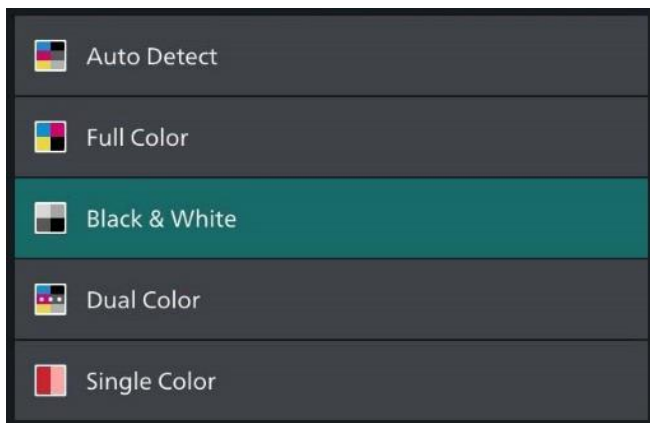 Auto Detect
Full Color
Black & White
Dual Color
Single Color